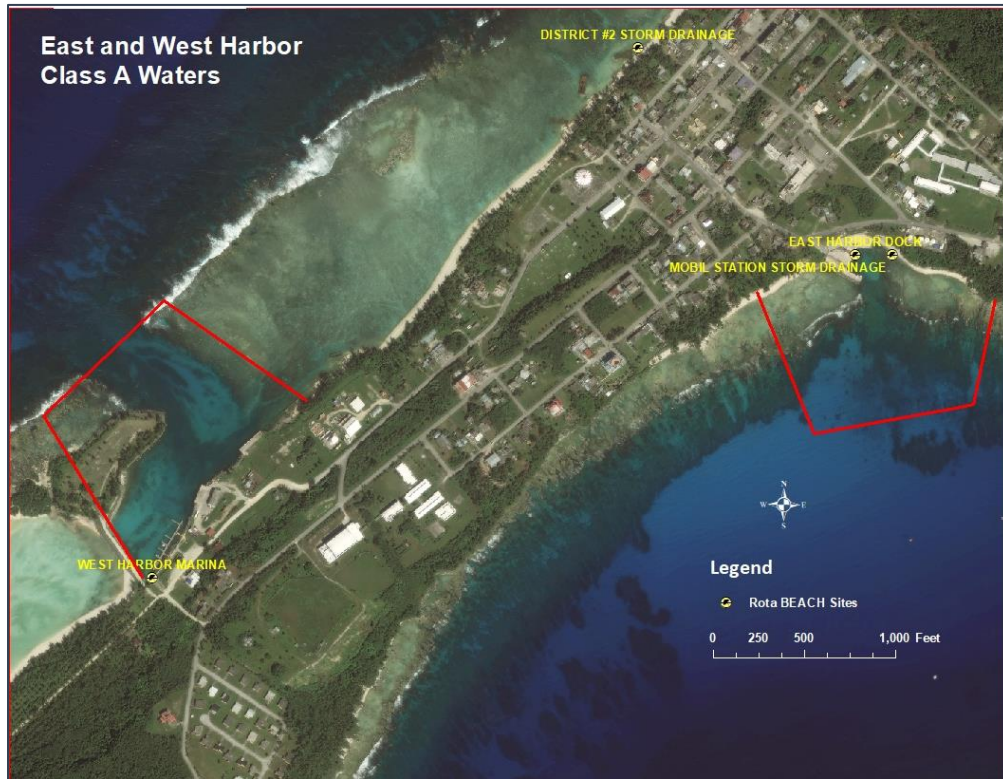 East and West Harbor
Class A Waters
DISTRICT #2 STORM DRAINAGE
EAST HARBOR DOCK
MOBIL STATION STORM DRAINAGE
WEST HARBOR MARINA
N
W E
S
Legend
Rota BEACH Sites
0 250 500 1,000 Feet